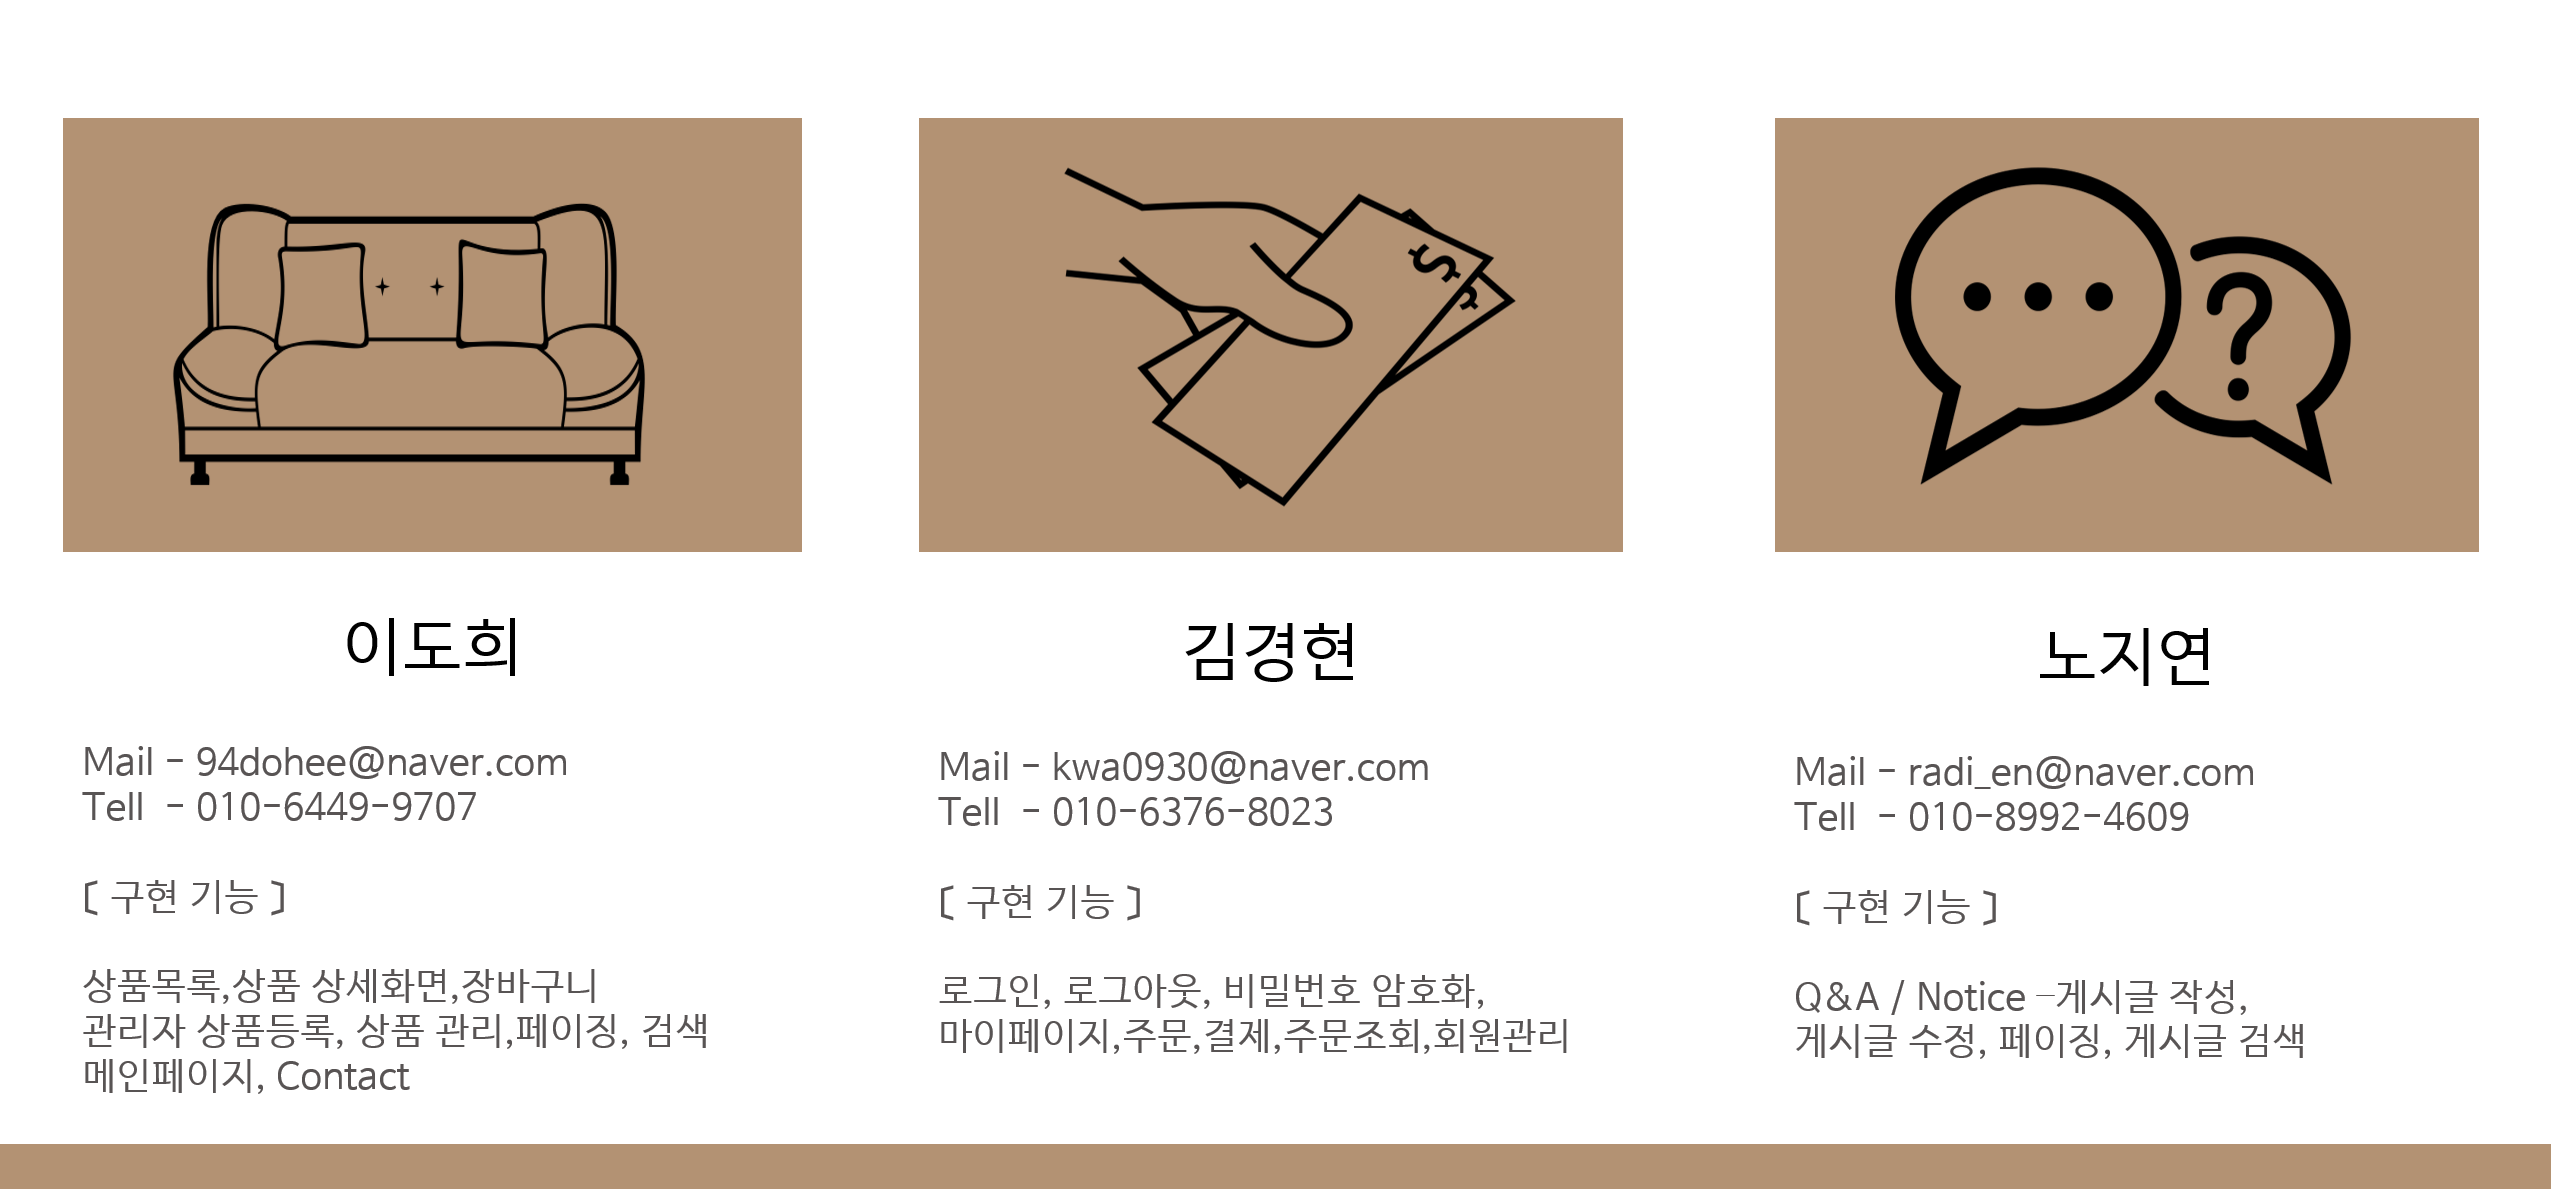 이도희
Mail - 94dohee@naver.com
Tell - 010-6449-9707
〔 구현 기능 〕
상품목록,상품 상세화면,장바구니
관리자 상품등록, 상품 관리,페이징, 검색
메인페이지, Contact
김경현
Mail - kwa0930@naver.com
Tell - 010-6376-8023
〔 구현 기능 〕
로그인, 로그아웃, 비밀번호 암호화,
마이페이지,주문,결제,주문조회,회원관리
노지연
Mail - radi_en@naver.com
Tell - 010-8992-4609
〔 구현 기능 〕
Q&A / Notice –게시글 작성,
게시글 수정, 페이징, 게시글 검색